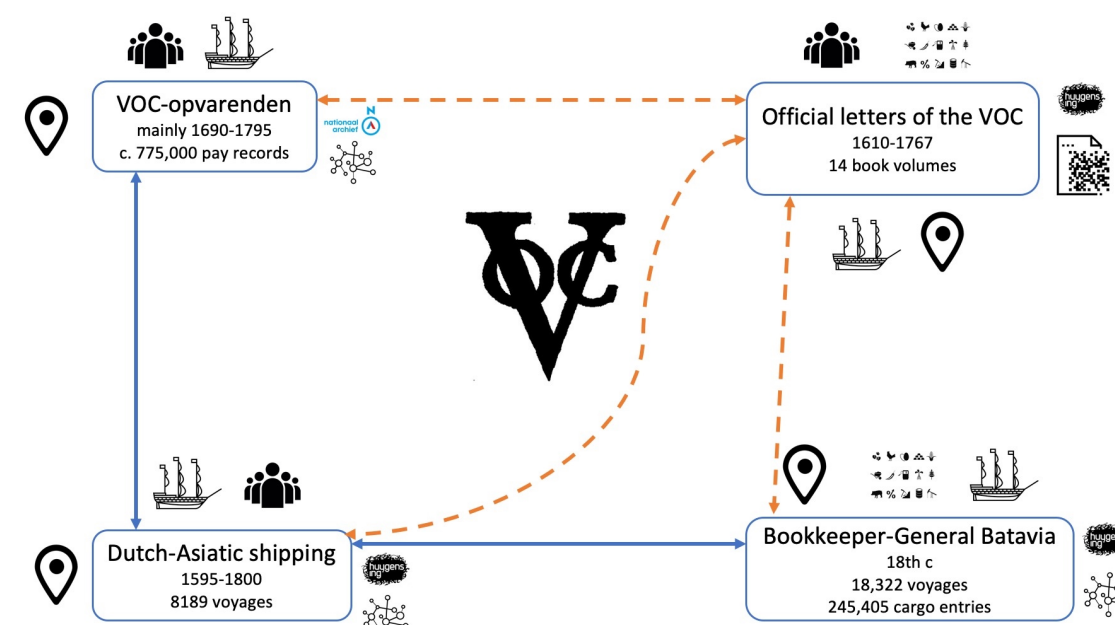 VOC-opvarenden
mainly 1690-1795
c. 775,000 pay records
nationaal
archief
Official letters of the VOC
1610-1767
14 book volumes
huygens
ing
VOC
Dutch-Asiatic shipping
1595-1800
8189 voyages
huygens
ing
Bookkeeper-General Batavia
18th c
18,322 voyages
245,405 cargo entries
huygens
ing